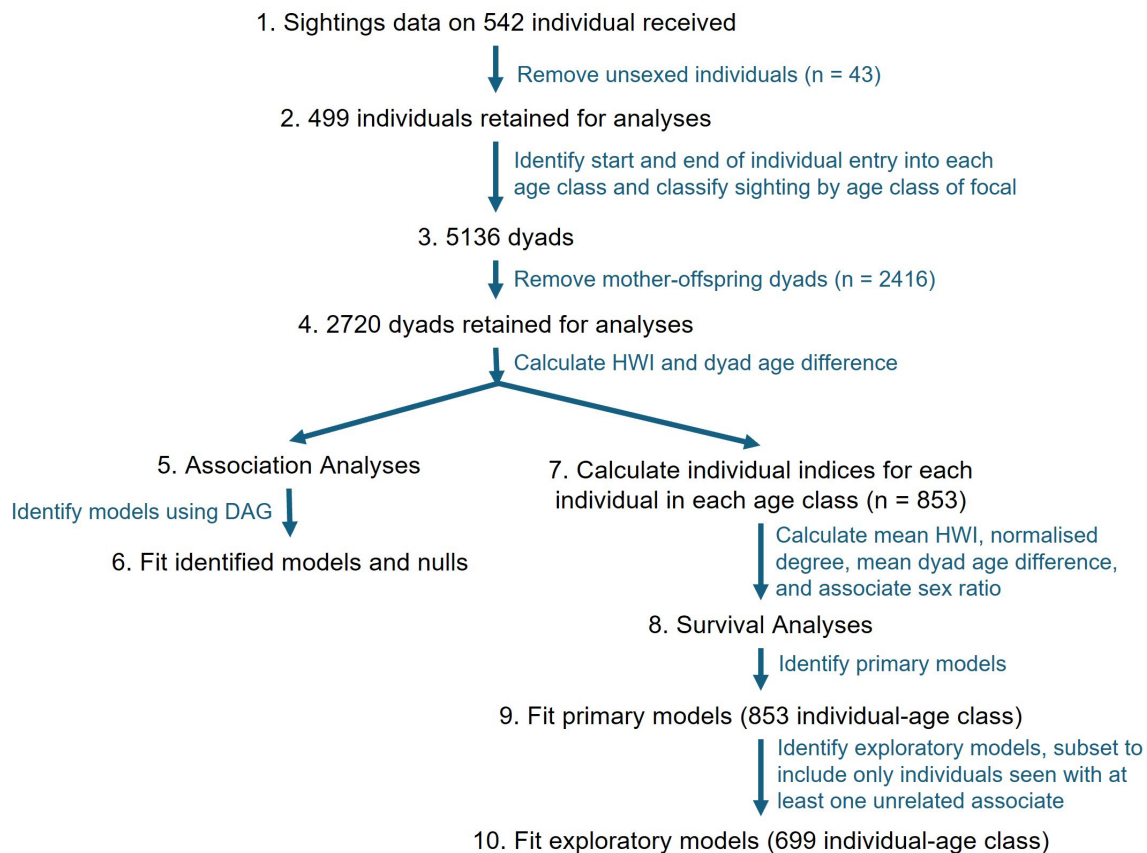 1. Sightings data on 542 individual received
Remove unsexed individuals (n = 43)
2. 499 individuals retained for analyses
Identify start and end of individual entry into each
age class and classify sighting by age class of focal
3. 5136 dyads
Remove mother-offspring dyads (n = 2416)
4. 2720 dyads retained for analyses
Calculate HWI and dyad age difference
5. Association Analyses
Identify models using DAG
6. Fit identified models and nulls
7. Calculate individual indices for each
individual in each age class (n = 853)
Calculate mean HWI, normalised
degree, mean dyad age difference,
and associate sex ratio
8. Survival Analyses
Identify primary models
9. Fit primary models (853 individual-age class)
Identify exploratory models, subset to
include only individuals seen with at
least one unrelated associate
10. Fit exploratory models (699 individual-age class)